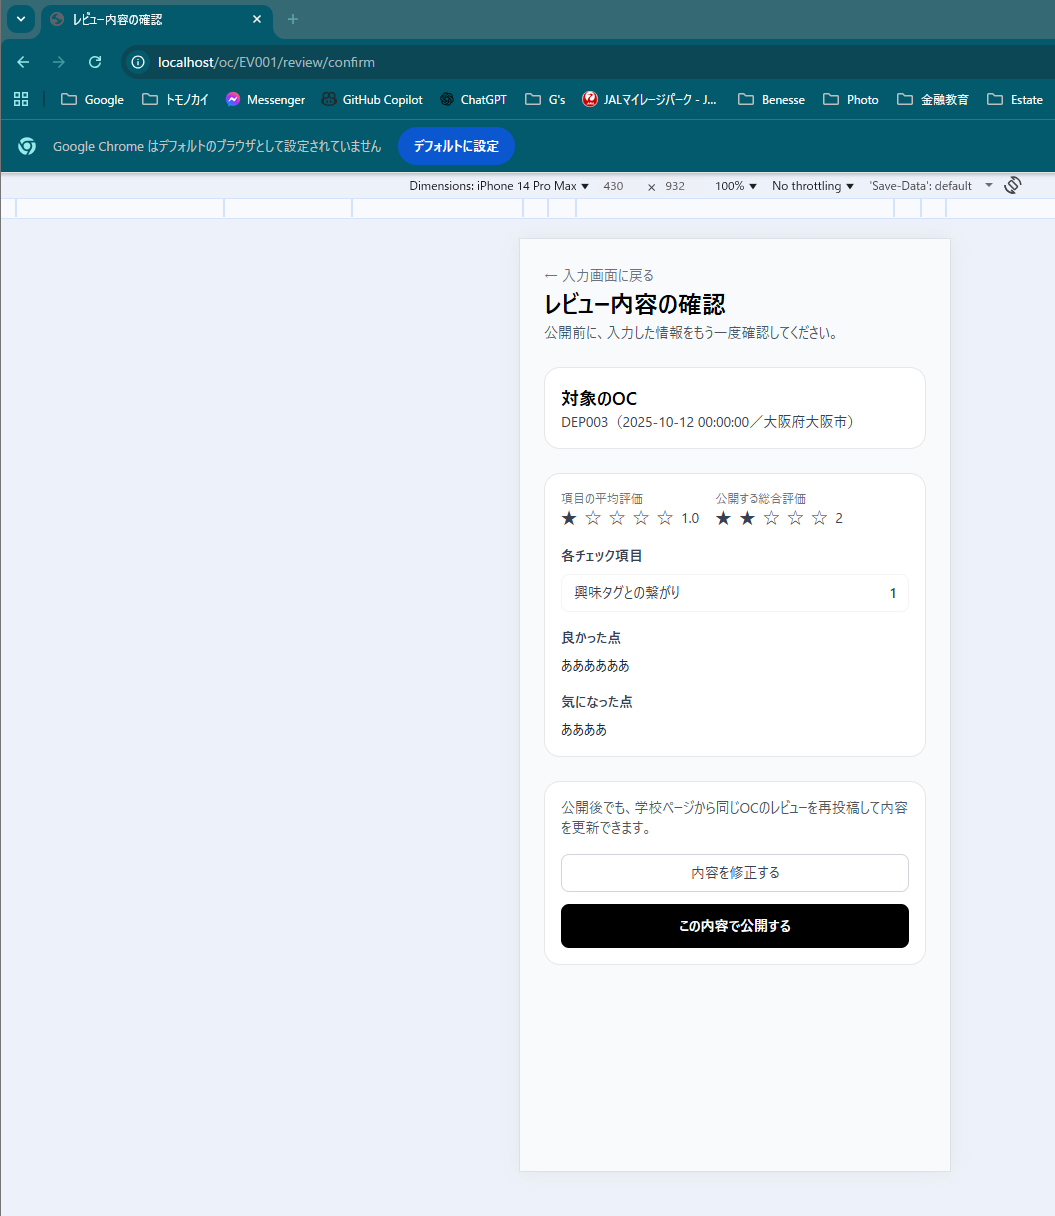 レビュー内容の確認
localhost/oc/EV001/review/confirm
Google トモノカイ Messenger GitHub Copilot ChatGPT G's JALマイレージパーク - J... Benesse Photo 金融教育 Estate
Google Chrome はデフォルトのブラウザとして設定されていません デフォルトに設定
Dimensions: iPhone 14 Pro Max ▼ 430 × 932 100% ▼ No throttling ▼ 'Save-Data': default
← 入力画面に戻る
レビュー内容の確認
公開前に、入力した情報をもう一度確認してください。
対象のOC
DEP003（2025-10-12 00:00:00／大阪府大阪市）
項目の平均評価 公開する総合評価
★ ☆ ☆ ☆ ☆ 1.0 ★ ★ ☆ ☆ ☆ 2
各チェック項目
興味タグとの繋がり 1
良かった点
ああああああ
気になった点
ああああ
公開後でも、学校ページから同じOCのレビューを再投稿して内容
を更新できます。
内容を修正する
この内容で公開する